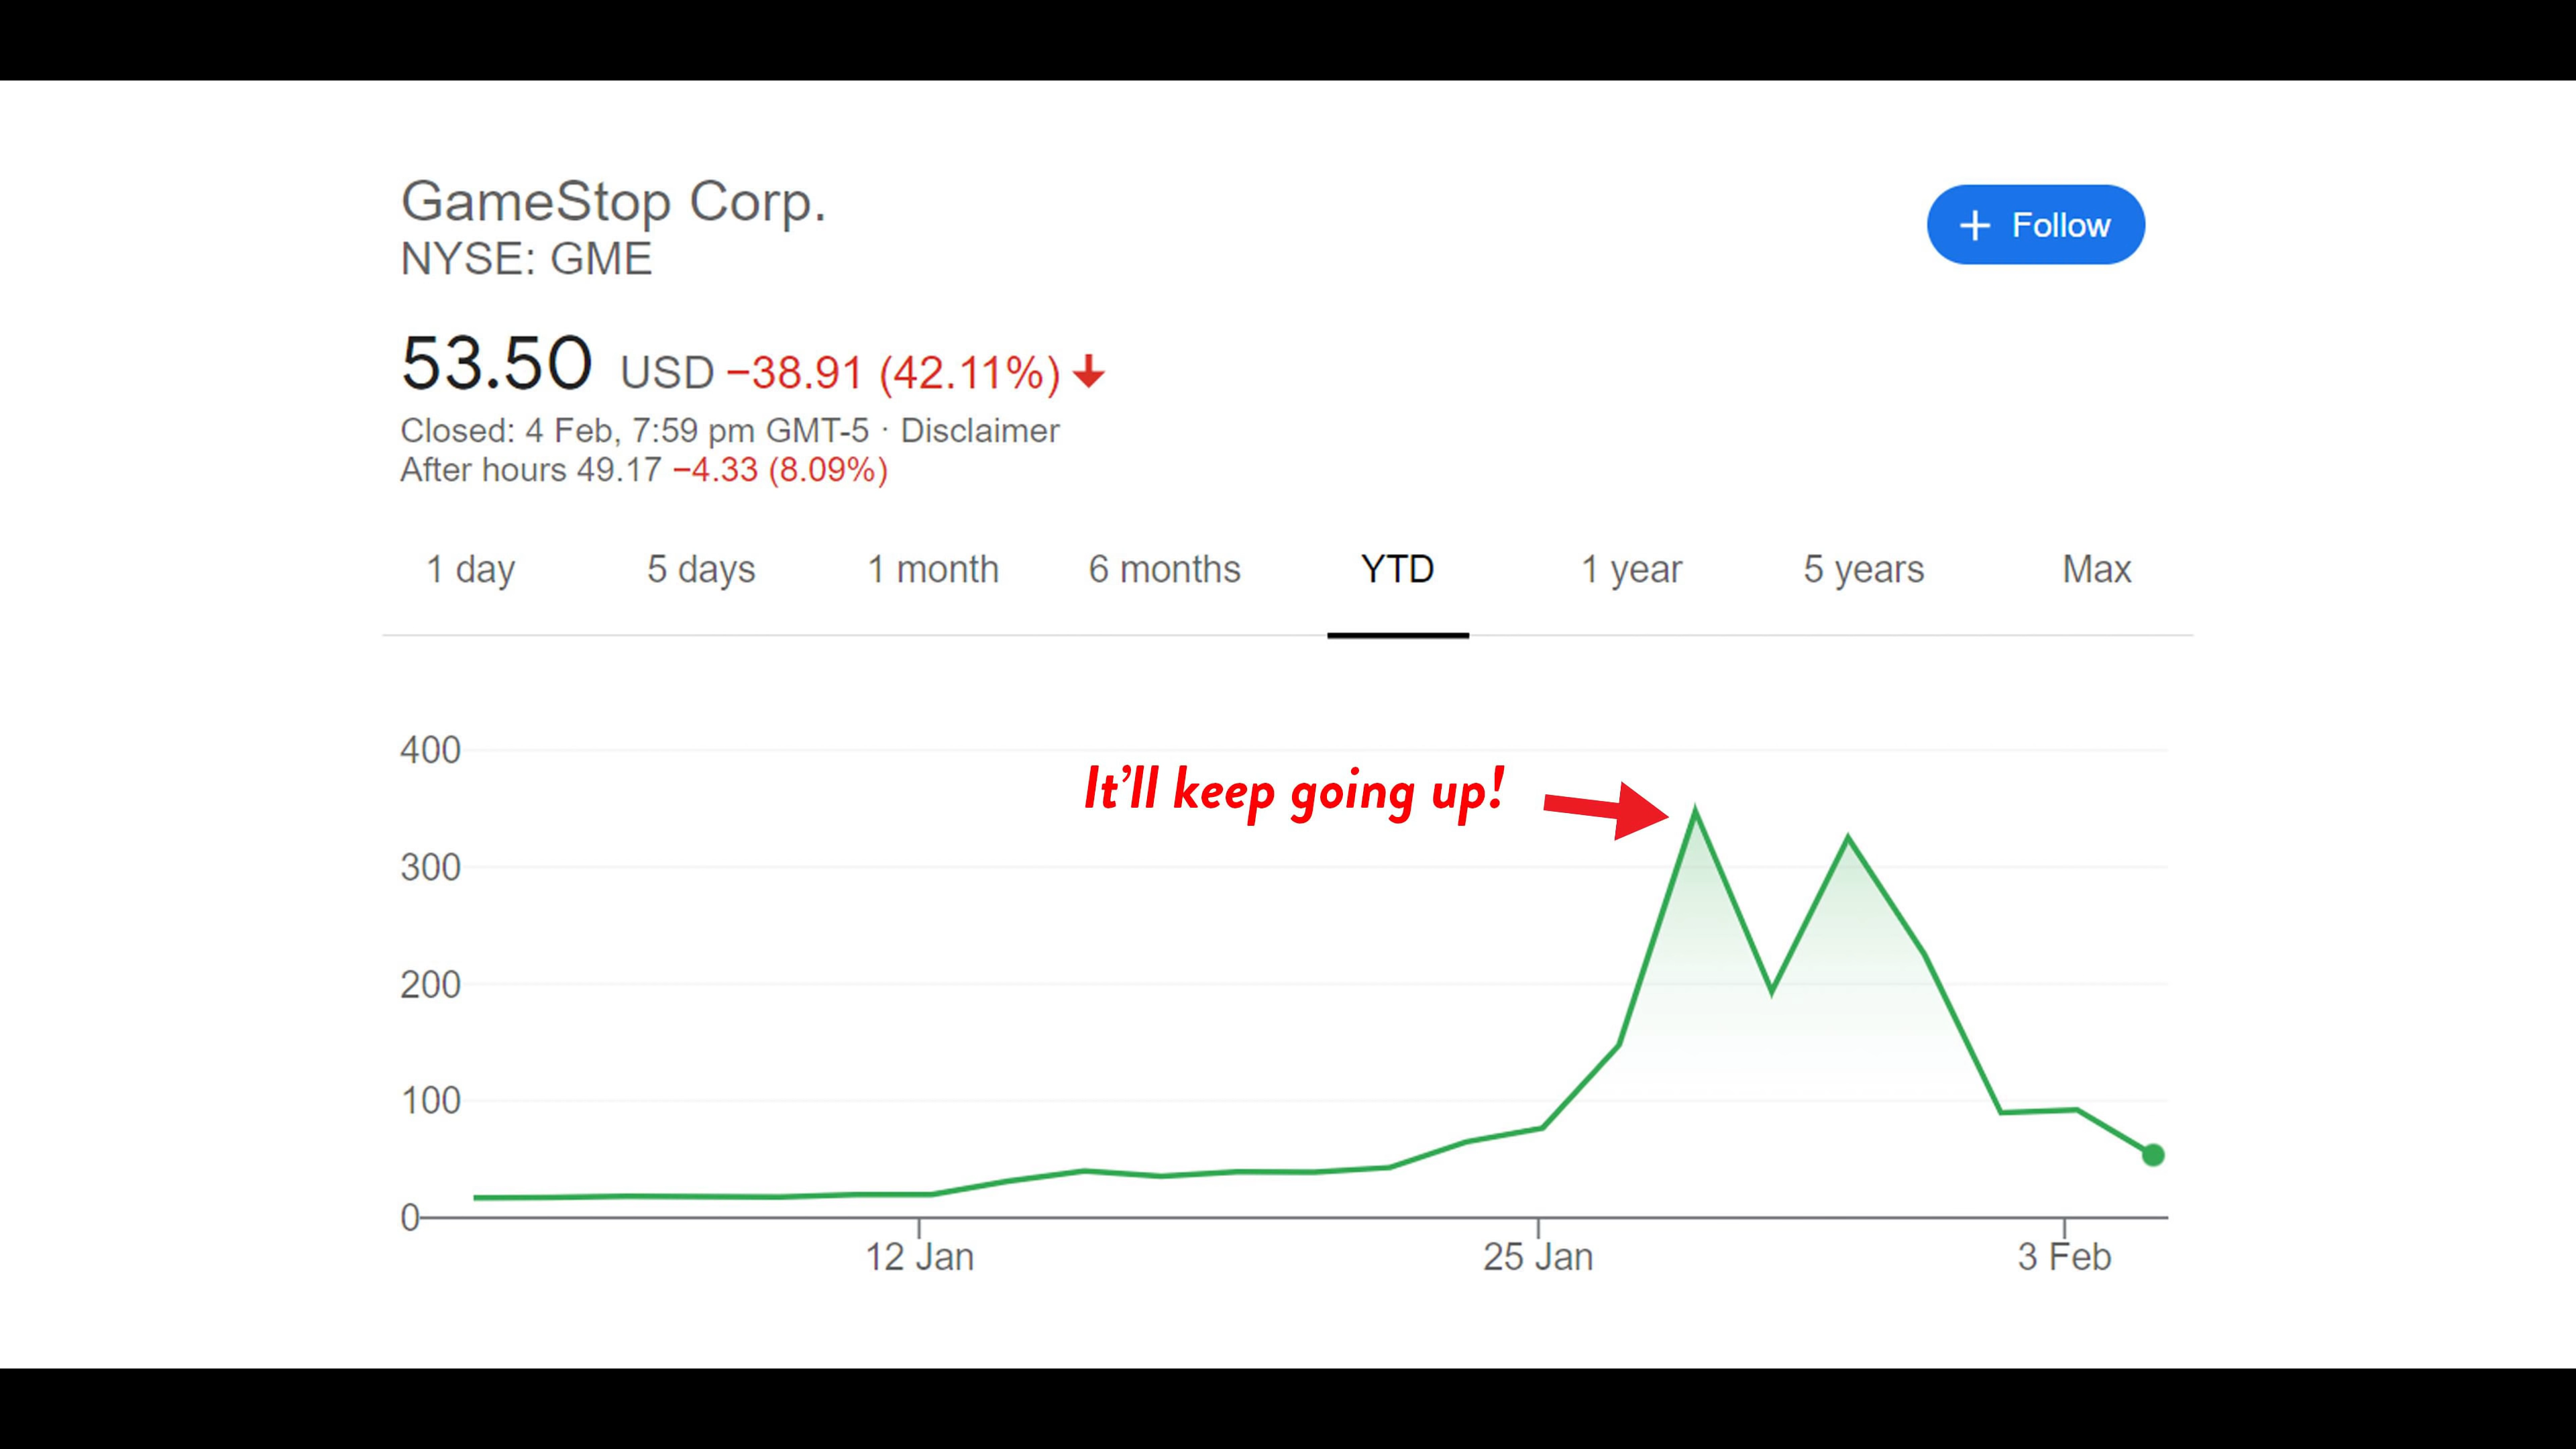 GameStop Corp.
NYSE: GME
+ Follow
53.50 USD −38.91 (42.11%)
Closed: 4 Feb, 7:59 pm GMT-5 · Disclaimer
After hours 49.17 −4.33 (8.09%)
1 day 5 days 1 month 6 months YTD 1 year 5 years Max
400
It'll keep going up!
300
200
100
0
12 Jan 25 Jan 3 Feb